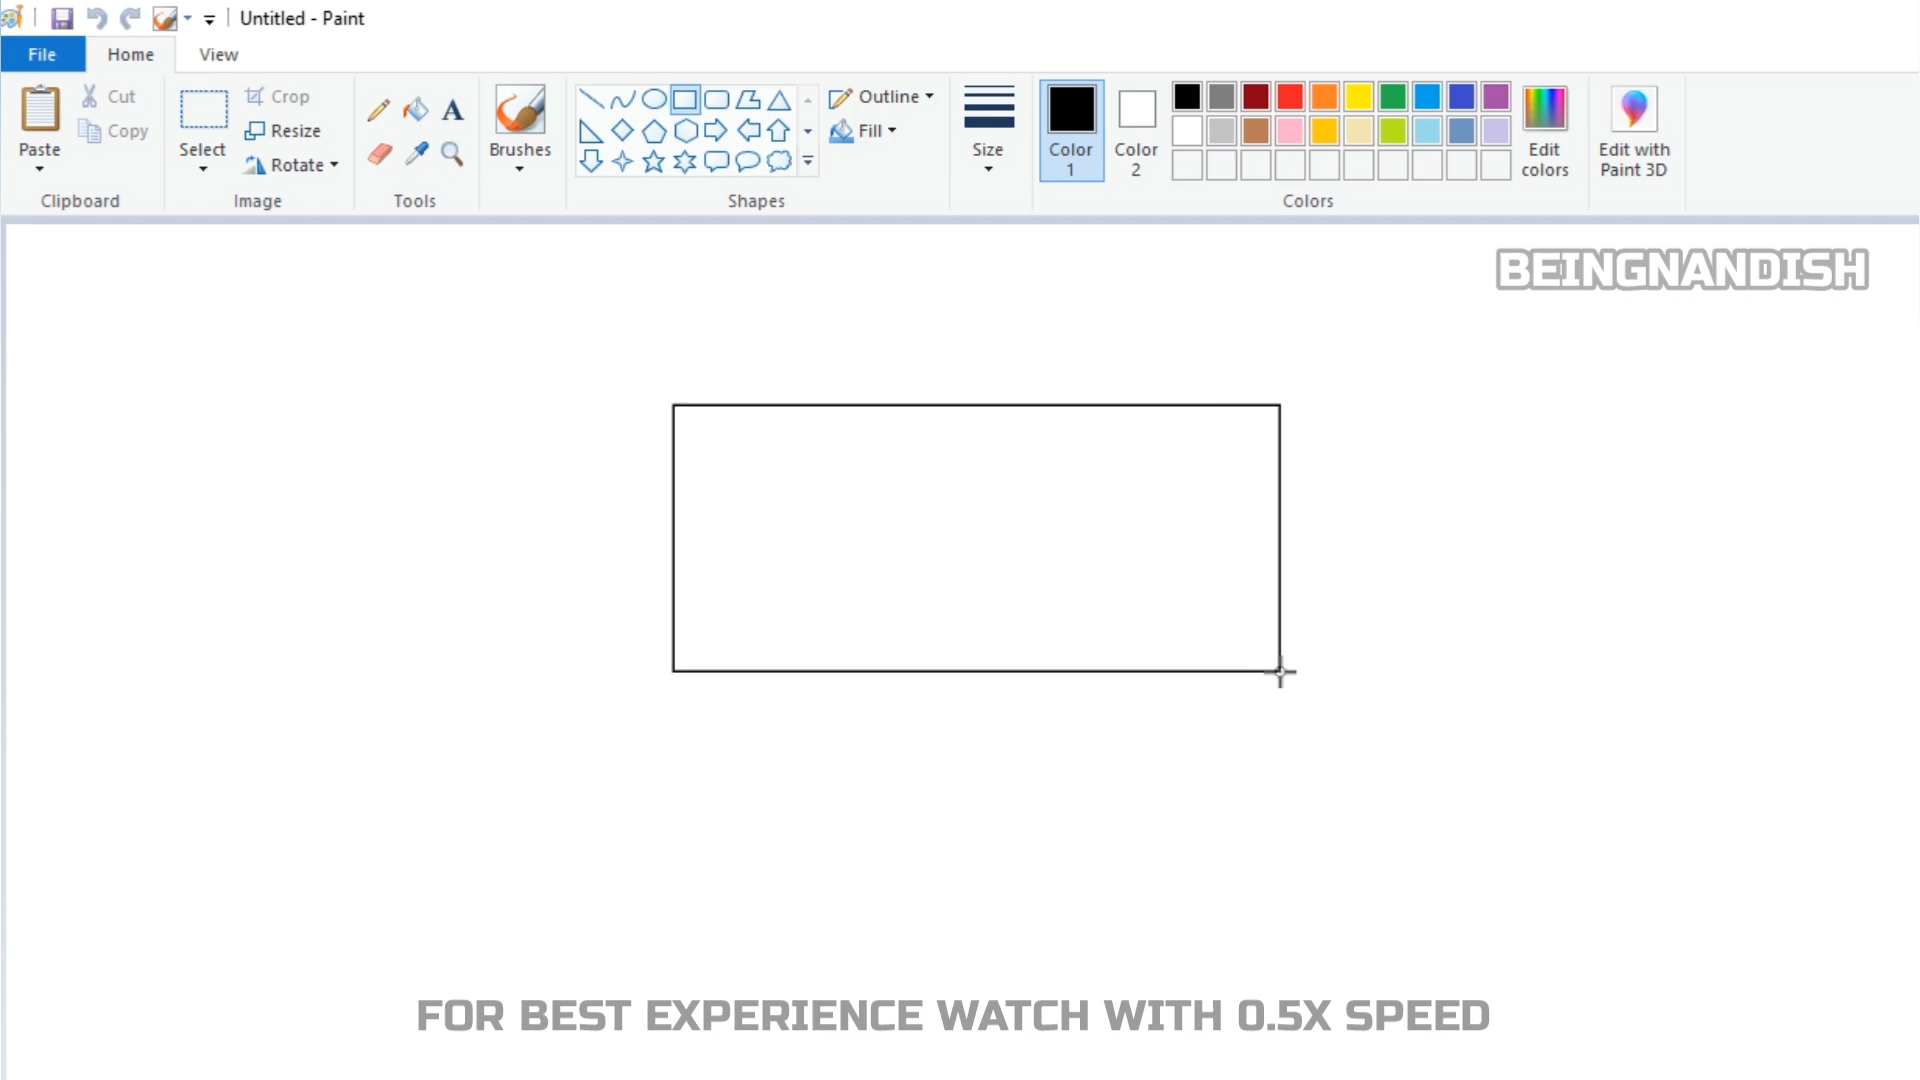 Untitled - Paint
File Home View
Cut
Copy
Paste
Clipboard
Select
Crop
Resize
Rotate
Image
A
Tools
Brushes
Outline
Fill
Shapes
Size
Color
1
Color
2
Edit
colors
Colors
Edit with
Paint 3D
BEINGNANDISH
FOR BEST EXPERIENCE WATCH WITH 0.5X SPEED